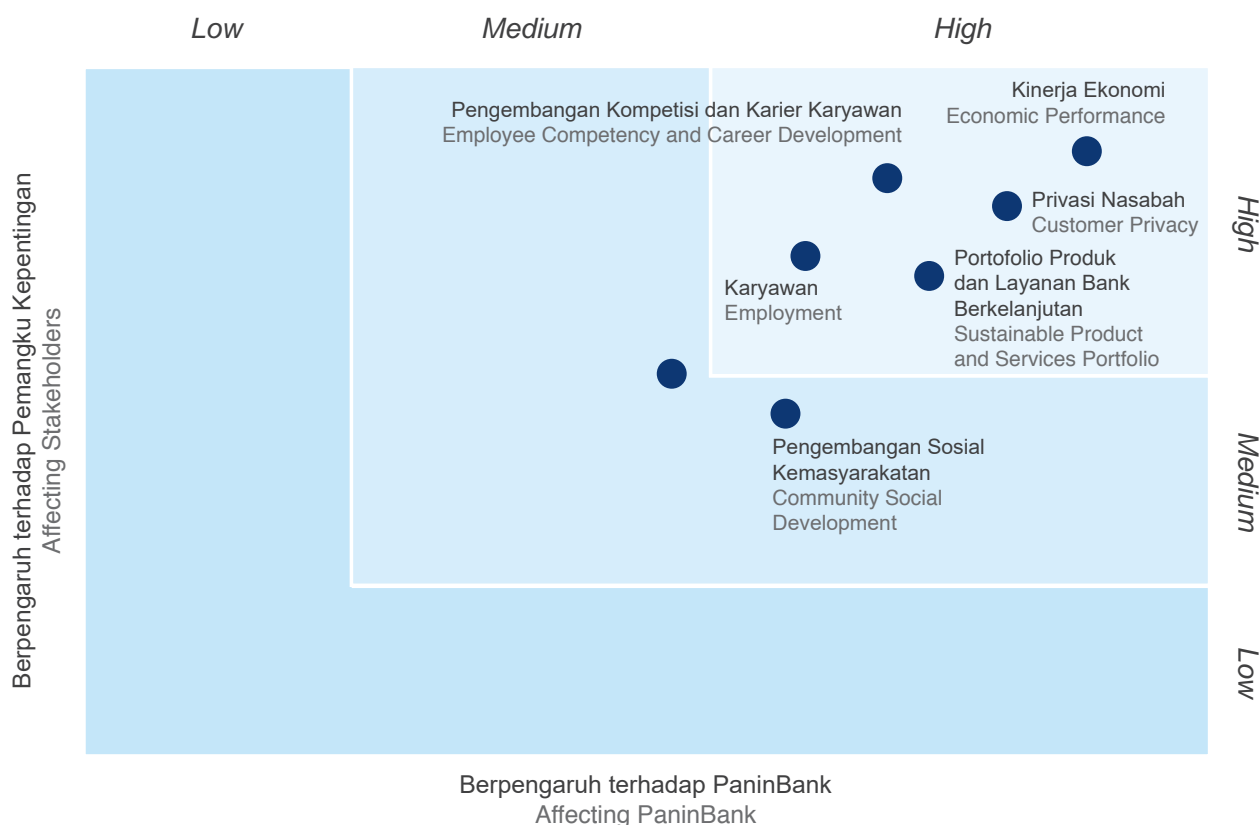 Low
Medium
High
Pengembangan Kompetisi dan Karier Karyawan
Employee Competency and Career Development
Kinerja Ekonomi
Economic Performance
Privasi Nasabah
Customer Privacy
Portofolio Produk
dan Layanan Bank
Berkelanjutan
Sustainable Product
and Services Portfolio
Karyawan
Employment
Pengembangan Sosial
Kemasyarakatan
Community Social
Development
High
Medium
Low
Berpengaruh terhadap Pemangku Kepentingan
Affecting Stakeholders
Berpengaruh terhadap PaninBank
Affecting PaninBank